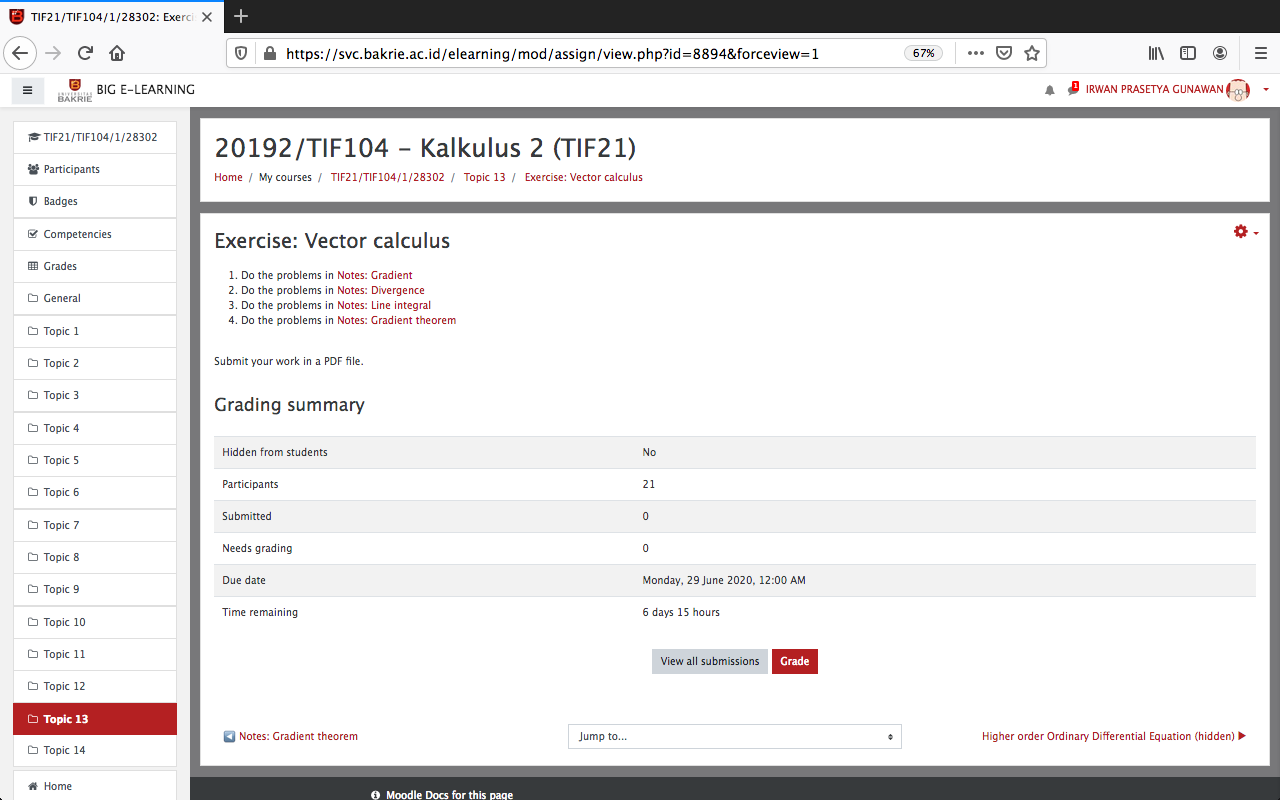 TIF21/TIF104/1/28302: Exerci
https://svc.bakrie.ac.id/elearning/mod/assign/view.php?id=8894&forceview=1
67%
UNIVERSITAS
BAKRIE
BIG E-LEARNING
1
IRWAN PRASETYA GUNAWAN
TIF21/TIF104/1/28302
Participants
Badges
Competencies
Grades
General
Topic 1
Topic 2
Topic 3
Topic 4
Topic 5
Topic 6
Topic 7
Topic 8
Topic 9
Topic 10
Topic 11
Topic 12
Topic 13
Topic 14
Home
20192/TIF104 - Kalkulus 2 (TIF21)
Home / My courses / TIF21/TIF104/1/28302 / Topic 13 / Exercise: Vector calculus
Exercise: Vector calculus
1. Do the problems in Notes: Gradient
2. Do the problems in Notes: Divergence
3. Do the problems in Notes: Line integral
4. Do the problems in Notes: Gradient theorem
Submit your work in a PDF file.
Grading summary
Hidden from students No
Participants 21
Submitted 0
Needs grading 0
Due date Monday, 29 June 2020, 12:00 AM
Time remaining 6 days 15 hours
View all submissions Grade
Notes: Gradient theorem
Jump to...
Higher order Ordinary Differential Equation (hidden)
Moodle Docs for this page